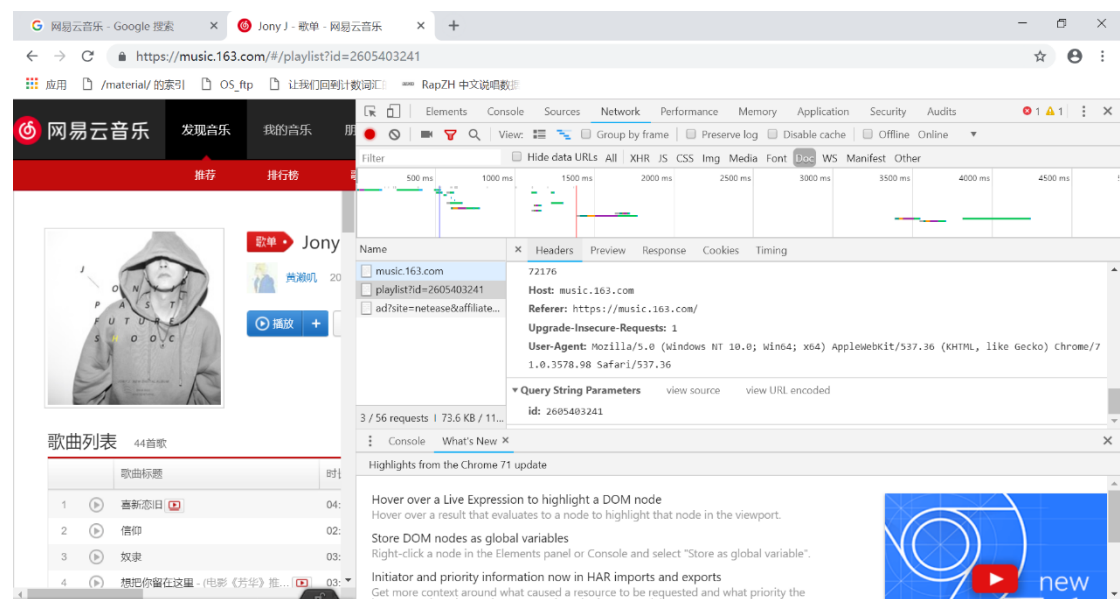 网易云音乐 - Google 搜索
Jony J - 歌单 - 网易云音乐
https://music.163.com/#/playlist?id=2605403241
应用 /material/ 的索引 OS_ftp 让我们回到计数词汇 RapZH 中文说唱数据
网易云音乐 发现音乐 我的音乐
推荐 排行榜
歌单 Jony
黄濑叽 20
播放 +
J
ON
PAST
FUTURE
SHOOC
歌曲列表 44首歌
歌曲标题 时长
1 喜新恋旧 04:
2 信仰 02:
3 奴隶 03:
4 想把你留在这里 - (电影《芳华》推... 03:
Elements Console Sources Network Performance Memory Application Security Audits 1 1
View: Group by frame Preserve log Disable cache Offline Online
Filter Hide data URLs All XHR JS CSS Img Media Font Doc WS Manifest Other
500 ms 1000 ms 1500 ms 2000 ms 2500 ms 3000 ms 3500 ms 4000 ms 4500 ms
Name
music.163.com
playlist?id=2605403241
ad?site=netease&affiliate...
3 / 56 requests | 73.6 KB / 11...
Headers Preview Response Cookies Timing
72176
Host: music.163.com
Referer: https://music.163.com/
Upgrade-Insecure-Requests: 1
User-Agent: Mozilla/5.0 (Windows NT 10.0; Win64; x64) AppleWebKit/537.36 (KHTML, like Gecko) Chrome/7
1.0.3578.98 Safari/537.36
Query String Parameters view source view URL encoded
id: 2605403241
Console What's New
Highlights from the Chrome 71 update
Hover over a Live Expression to highlight a DOM node
Hover over a result that evaluates to a node to highlight that node in the viewport.
Store DOM nodes as global variables
Right-click a node in the Elements panel or Console and select "Store as global variable".
Initiator and priority information now in HAR imports and exports
Get more context around what caused a resource to be requested and what priority the
new